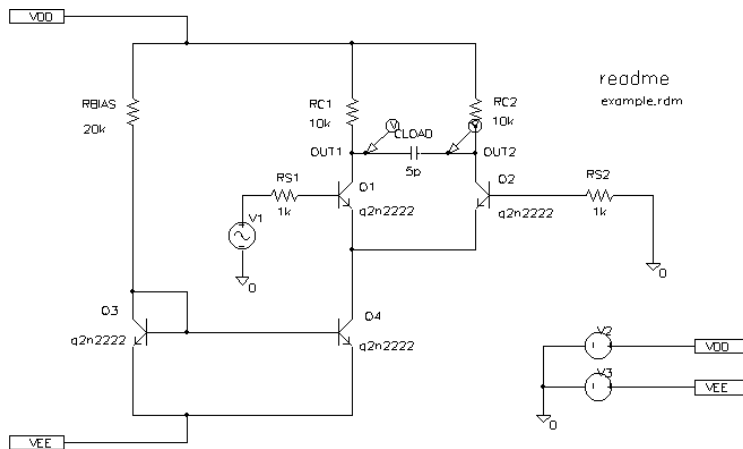 VDD
RBIAS
20k
RC1
10k
RC2
10k
readme
example.rdm
V
CLOAD
V
OUT1
5p
OUT2
RS1
1k
Q1
q2n2222
Q2
q2n2222
RS2
1k
V1
0
0
Q3
q2n2222
Q4
q2n2222
V2
VDD
V3
VEE
0
VEE